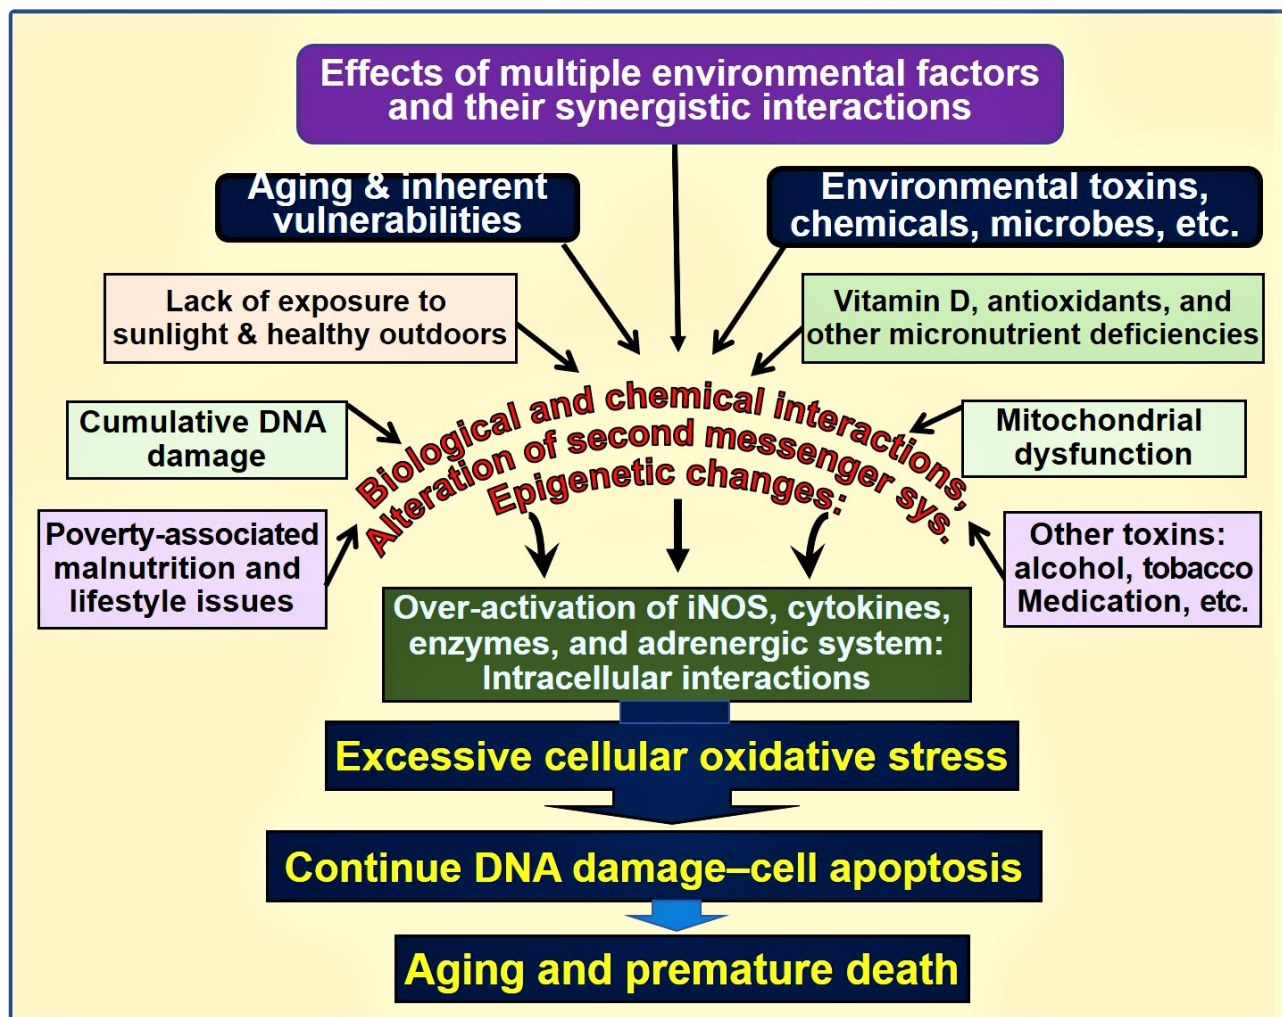 Effects of multiple environmental factors
and their synergistic interactions
Aging & inherent
vulnerabilities
Environmental toxins,
chemicals, microbes, etc.
Lack of exposure to
sunlight & healthy outdoors
Vitamin D, antioxidants, and
other micronutrient deficiencies
Cumulative DNA
damage
Mitochondrial
dysfunction
Biological and chemical interactions,
Alteration of second messenger sys.
Epigenetic changes:
Poverty-associated
malnutrition and
lifestyle issues
Other toxins:
alcohol, tobacco
Medication, etc.
Over-activation of iNOS, cytokines,
enzymes, and adrenergic system:
Intracellular interactions
Excessive cellular oxidative stress
Continue DNA damage–cell apoptosis
Aging and premature death